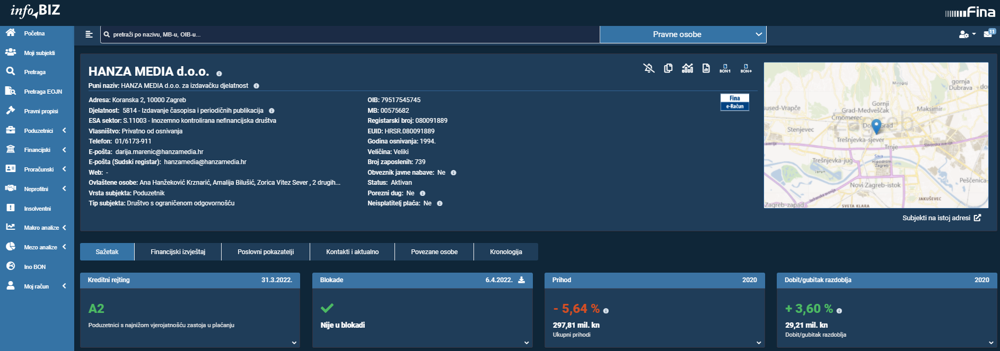 info BIZ
Fina
Početna
Moji subjekti
Pretraga
Pretraga EOJN
Pravni propisi
Poduzetnici
Financijski
Proračunski
Neprofitni
Insolventni
Makro analize
Mezo analize
Ino BON
Moj račun
pretraži po nazivu, MB-u, OIB-u...
Pravne osobe
11
HANZA MEDIA d.o.o.
BON1
BON+
Puni naziv: HANZA MEDIA d.o.o. za izdavačku djelatnost
Adresa: Koranska 2, 10000 Zagreb
Djelatnost: 5814 - Izdavanje časopisa i periodičnih publikacija
ESA sektor: S.11003 - Inozemno kontrolirana nefinancijska društva
Vlasništvo: Privatno od osnivanja
Telefon: 01/6173-911
E-pošta: darija.marenic@hanzamedia.hr
E-pošta (Sudski registar): hanzamedia@hanzamedia.hr
Web: -
Ovlaštene osobe: Ana Hanžeković Krznarić, Amalija Bilušić, Zorica Vitez Sever , 2 drugih...
Vrsta subjekta: Poduzetnik
Tip subjekta: Društvo s ograničenom odgovornošću
OIB: 79517545745
MB: 00575682
Registarski broj: 080091889
EUID: HRSR.080091889
Godina osnivanja: 1994.
Veličina: Veliki
Broj zaposlenih: 739
Obveznik javne nabave: Ne
Status: Aktivan
Porezni dug: Ne
Neisplatitelj plaća: Ne
Fina
e-Račun
Mirogoj
gornja
Dubrava
Gornji
Grad-Medveščak
Maksimir
Črnomerec
Stenjevec
Trešnjevka-sjever
Trnje
Trešnjevka-jug
Sava
Hipodrom
Zagreb
Jarun
Novi Zagreb-istok
Peščenica-
Zagreb-zapad
SVETA KLARA
JAKUŠEVEC
Subjekti na istoj adresi
Sažetak
Financijski izvještaj
Poslovni pokazatelji
Kontakti i aktualno
Povezane osobe
Kronologija
Kreditni rejting 31.3.2022.
A2
Poduzetnici s najnižom vjerojatnošću zastoja u plaćanju
Blokade 6.4.2022.
Nije u blokadi
Prihod 2020
- 5,64 %
297,81 mil. kn
Ukupni prihodi
Dobit/gubitak razdoblja 2020
+ 3,60 %
29,21 mil. kn
Dobit/gubitak razdoblja